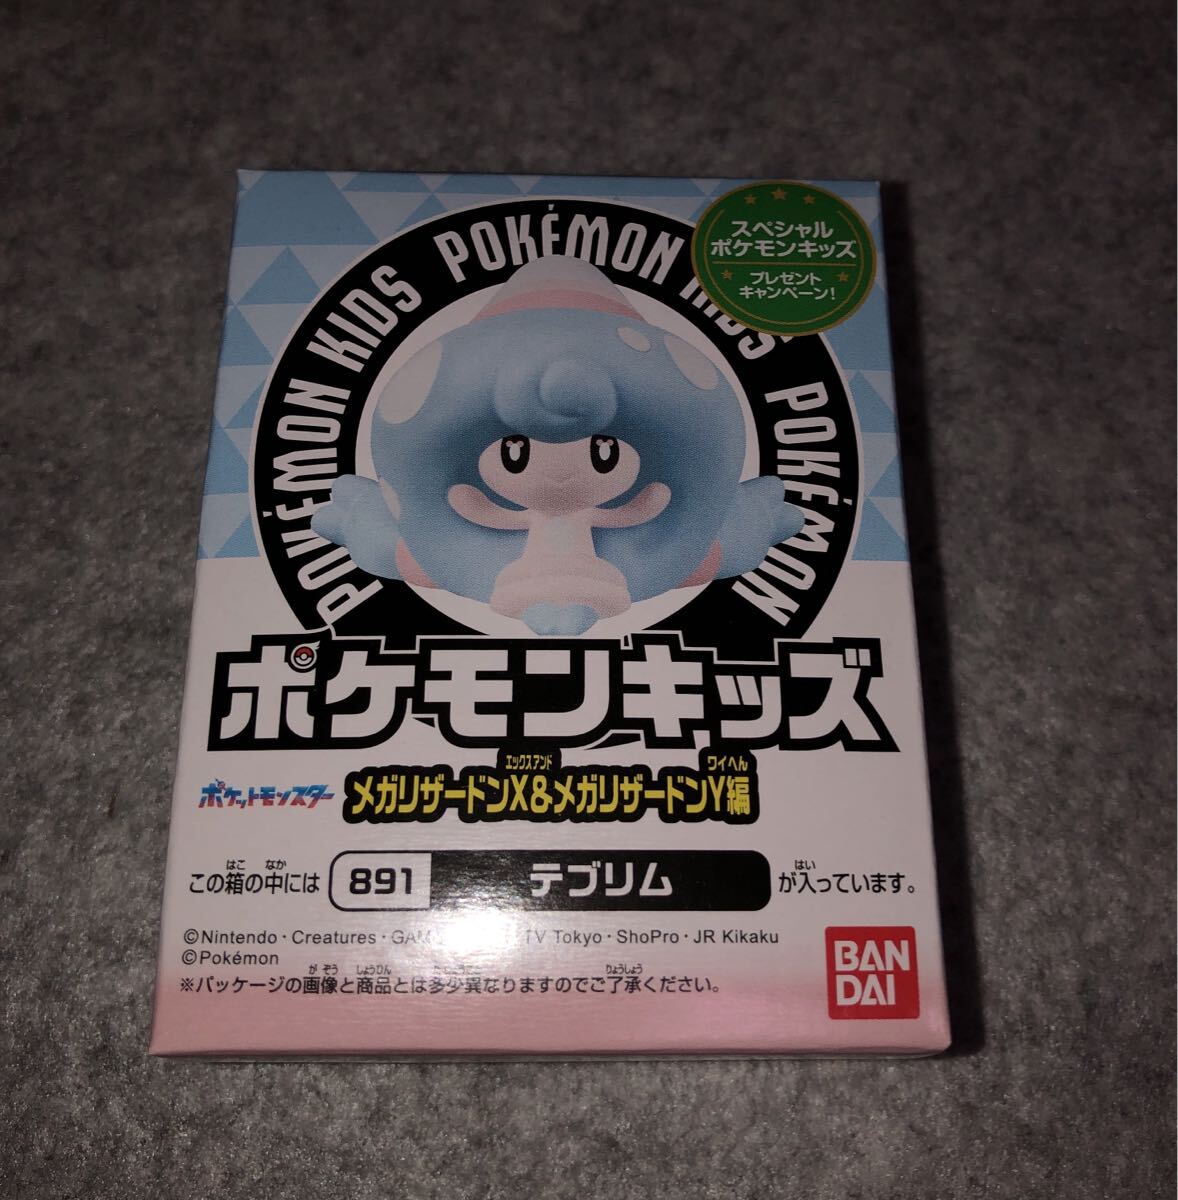 POKÉMON KIDS POKÉMON KIDS POKÉMON
スペシャル
ポケモンキッズ
プレゼント
キャンペーン!
ポケモンキッズ
エックスアンド ワイへん
ポケットモンスター メガリザードンX&メガリザードンY編
はこ なか はい
この箱の中には 891 テブリム が入っています。
©Nintendo・Creatures・GAM TV Tokyo・ShoPro・JR Kikaku
©Pokémon
がぞう しょうひん りょうしょう
※パッケージの画像と商品とは多少異なりますのでご了承ください。
BAN
DAI